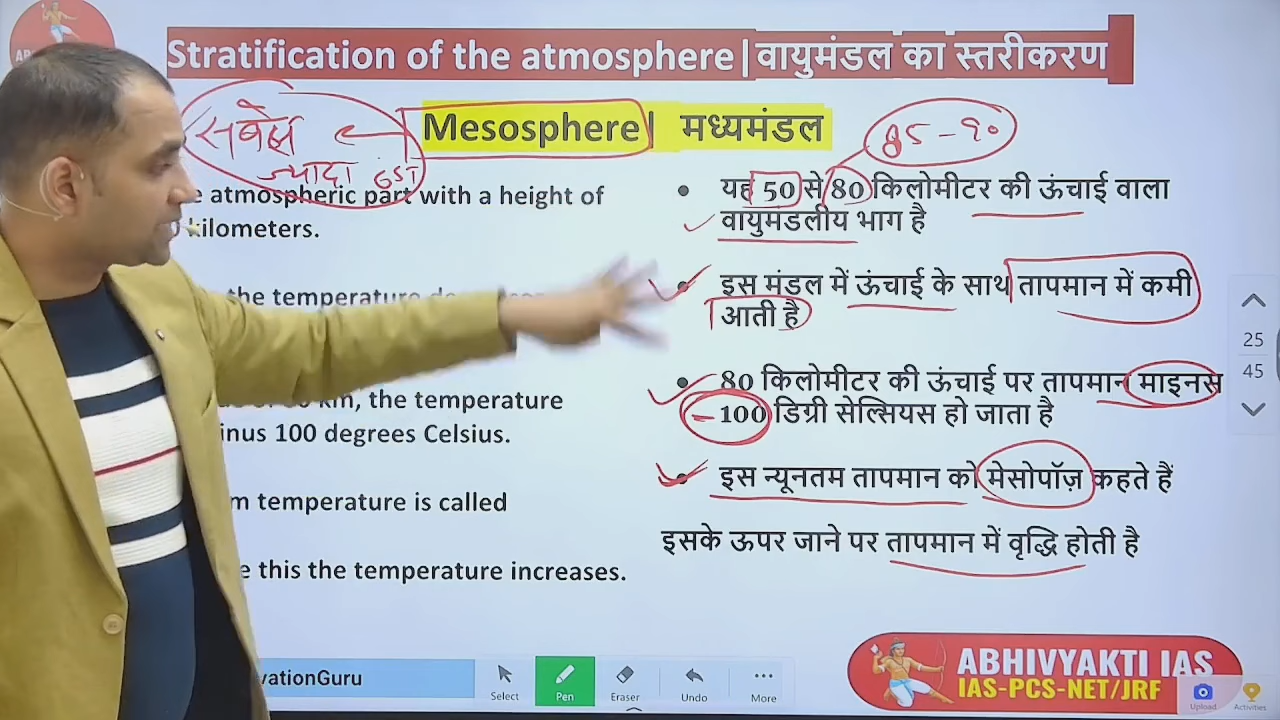 Stratification of the atmosphere|वायुमंडल का स्तरीकरण
Mesosphere| मध्यमंडल
85-90
ज्यादा
atmospheric part with a height of
kilometers.
the temperature
km, the temperature
100 degrees Celsius.
temperature is called
this the temperature increases.
यह 50 से 80 किलोमीटर की ऊंचाई वाला
वायुमंडलीय भाग है
इस मंडल में ऊंचाई के साथ तापमान में कमी
आती है
80 किलोमीटर की ऊंचाई पर तापमान माइनस
- 100 डिग्री सेल्सियस हो जाता है
इस न्यूनतम तापमान को मेसोपॉज़ कहते हैं
इसके ऊपर जाने पर तापमान में वृद्धि होती है
25
45
Select
Pen
Eraser
Undo
More
ABHIVYAKTI IAS
IAS-PCS-NET/JRF
Upload
Activities